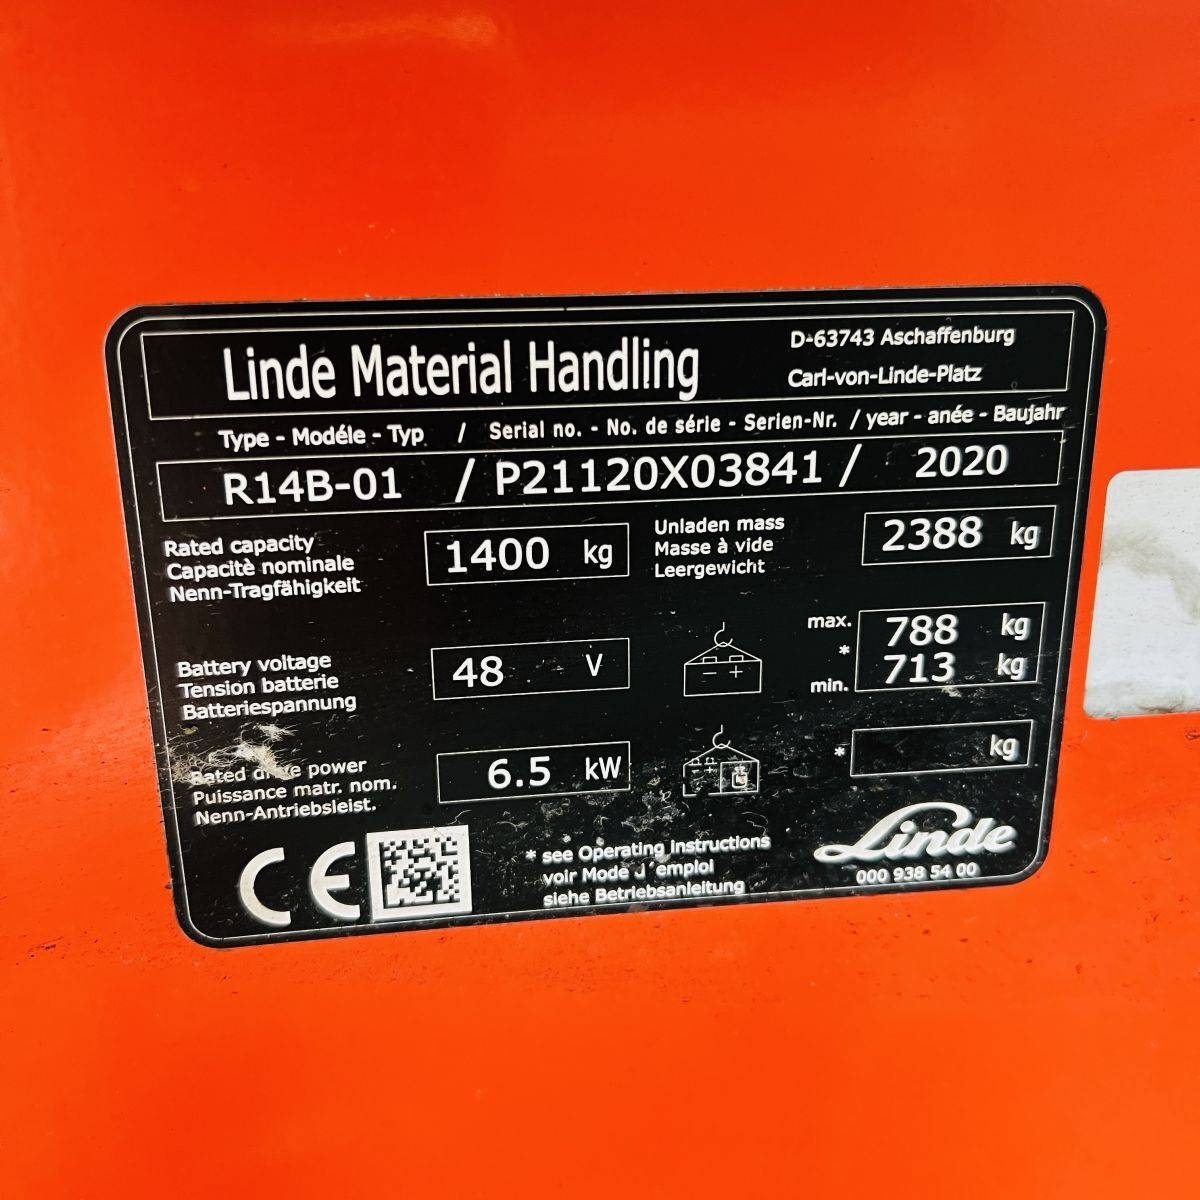 Linde Material Handling
D-63743 Aschaffenburg
Carl-von-Linde-Platz
Type - Modéle - Typ / Serial no. - No. de série - Serien-Nr. / year - anée - Baujahr
R14B-01 / P21120X03841 / 2020
Rated capacity
Capacitè nominale
Nenn-Tragfähigkeit
1400 kg
Unladen mass
Masse à vide
Leergewicht
2388 kg
Battery voltage
Tension batterie
Batteriespannung
48 V
- +
max. 788 kg
*
min. 713 kg
Rated drive power
Puissance matr. nom.
Nenn-Antriebsleist.
6.5 kW
- +
kg
* kg
CE
* see Operating Instructions
voir Mode d´emploi
siehe Betriebsanleitung
Linde
000 938 54 00